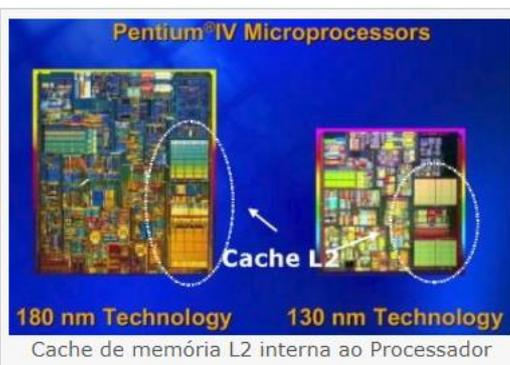 Pentium®IV Microprocessors
Cache L2
180 nm Technology
130 nm Technology
Cache de memória L2 interna ao Processador